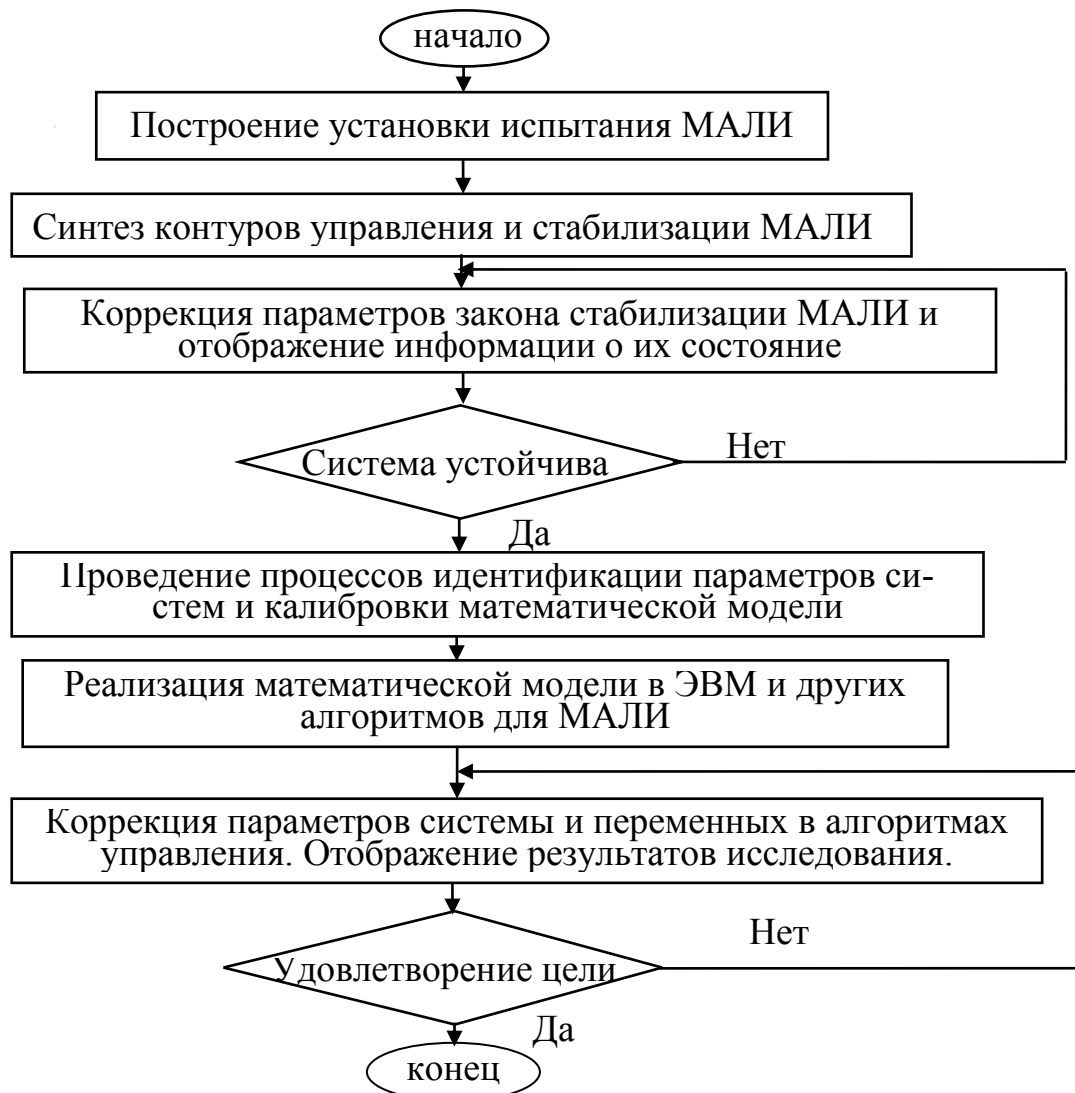 начало
Построение установки испытания МАЛИ
Синтез контуров управления и стабилизации МАЛИ
Коррекция параметров закона стабилизации МАЛИ и
отображение информации о их состояние
Система устойчива
Нет
Да
Проведение процессов идентификации параметров си-
стем и калибровки математической модели
Реализация математической модели в ЭВМ и других
алгоритмов для МАЛИ
Коррекция параметров системы и переменных в алгоритмах
управления. Отображение результатов исследования.
Нет
Удовлетворение цели
Да
конец